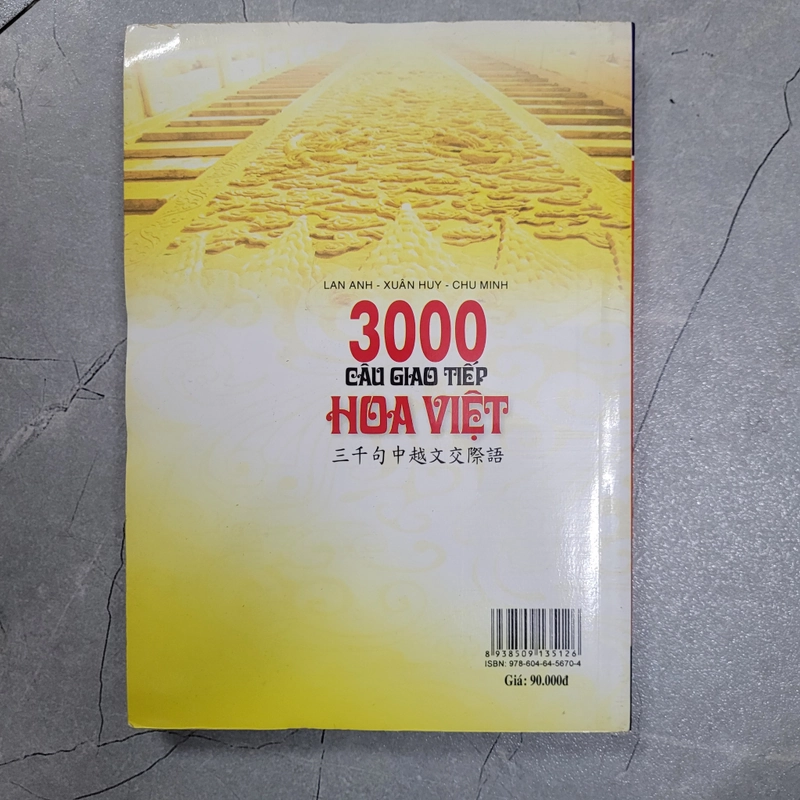 LAN ANH - XUÂN HUY - CHU MINH
3000
CÂU GIAO TIẾP
HOA VIỆT
三千句中越文交際語
8 938509 135126
ISBN: 978-604-64-5670-4
Giá: 90.000đ